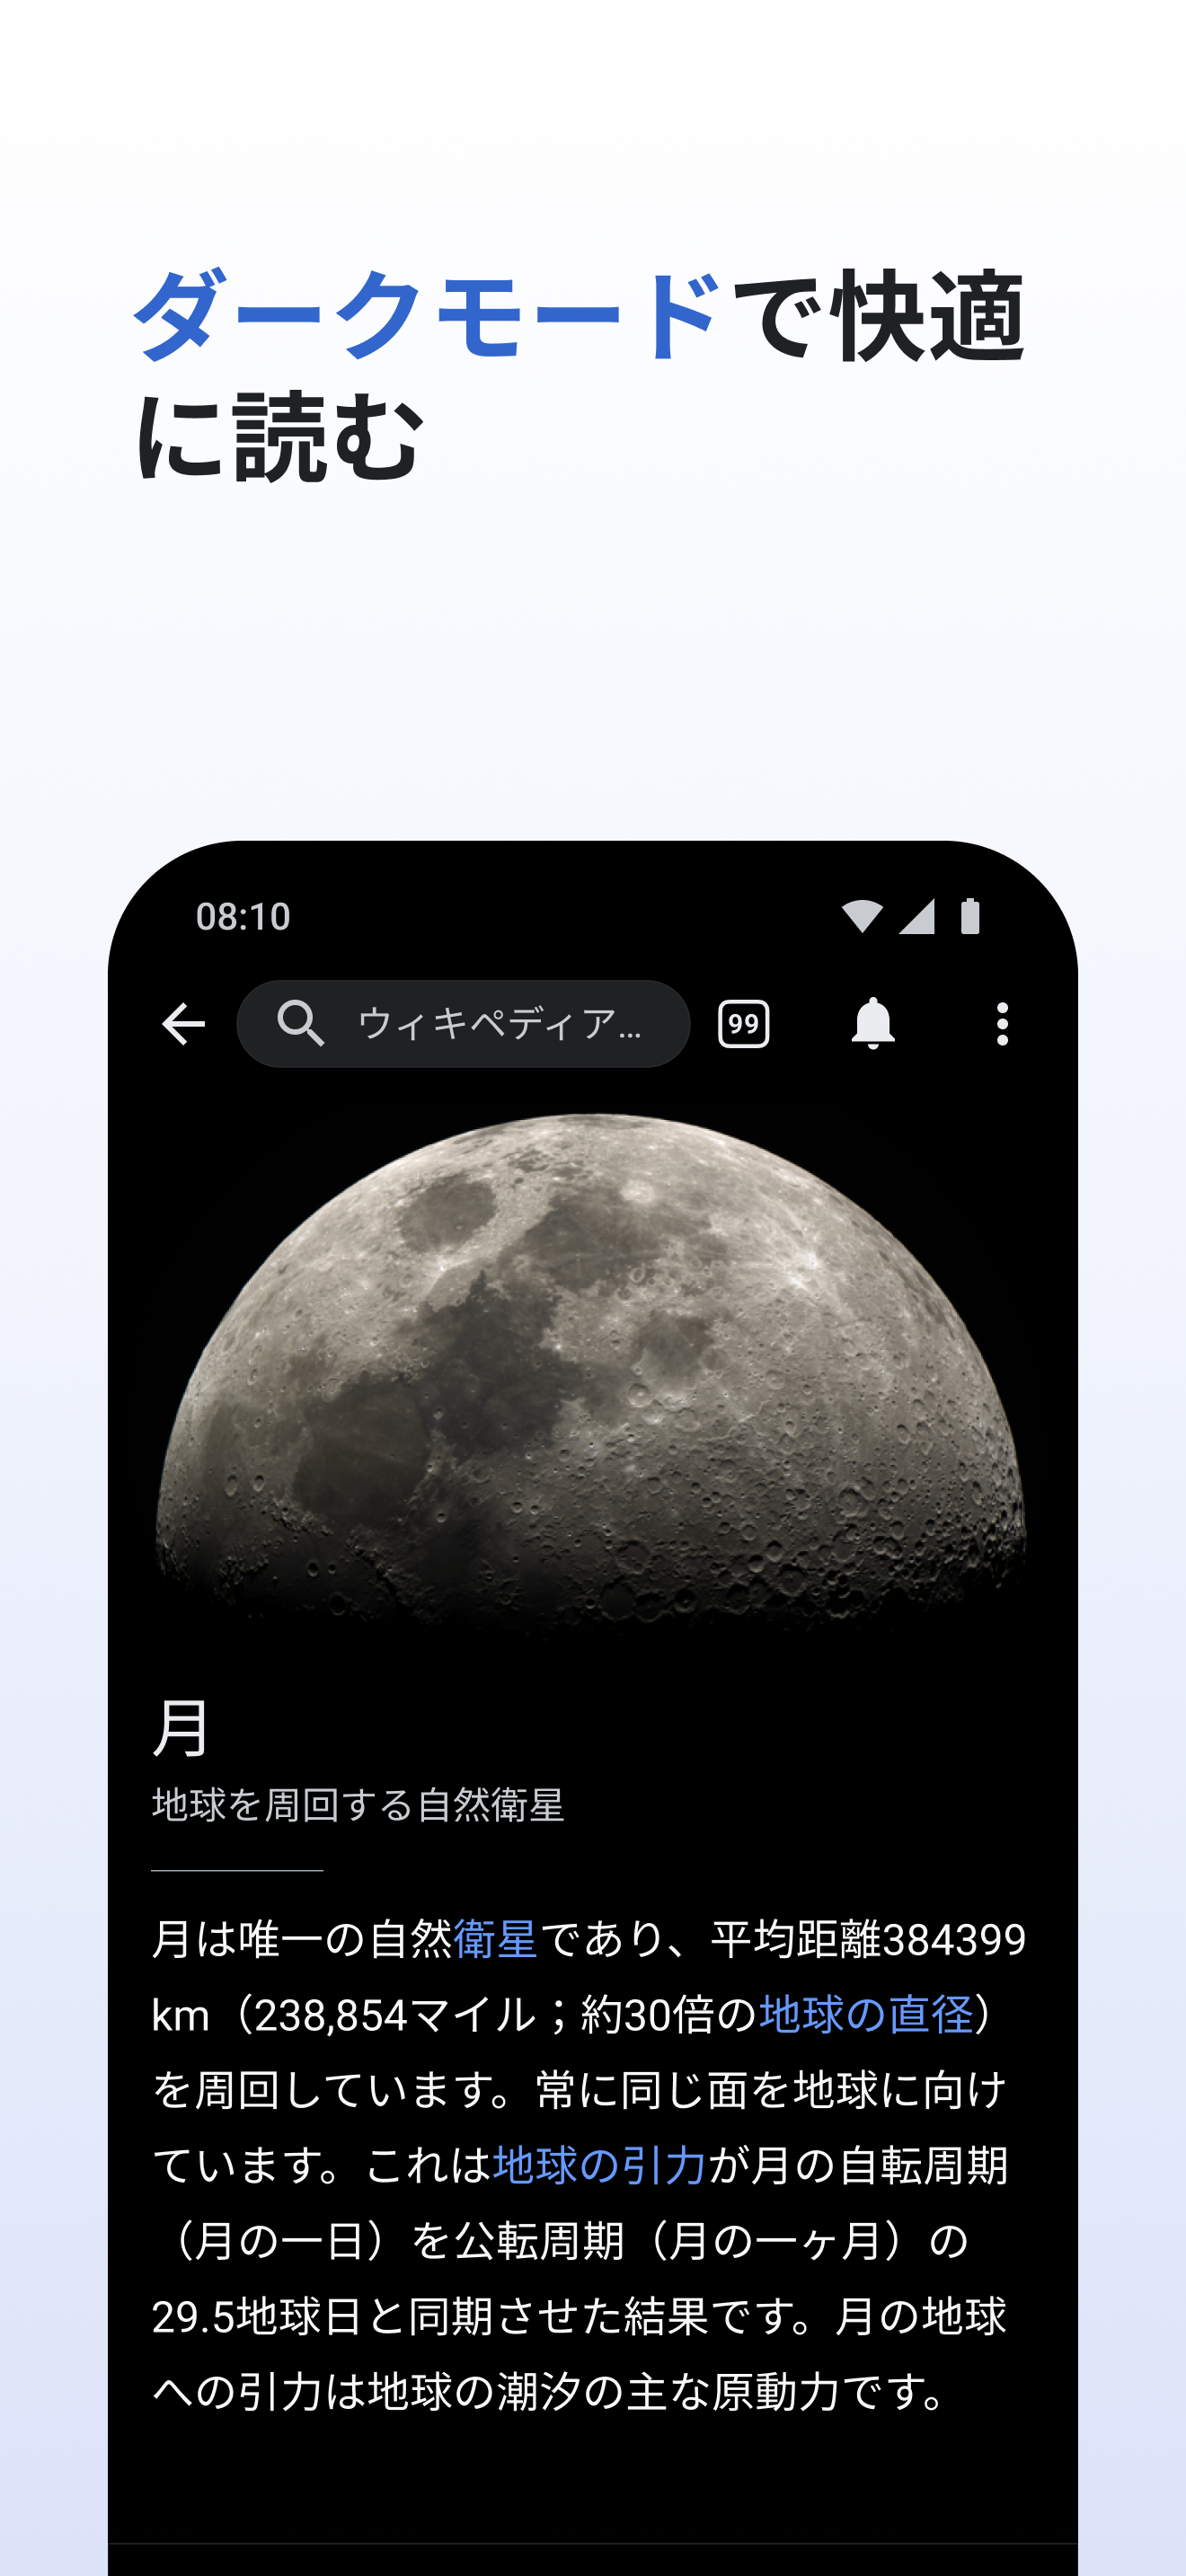 ダークモードで快適
に読む
08:10
ウィキペディア...
99
月
地球を周回する自然衛星
月は唯一の自然衛星であり、平均距離384399
km（238,854マイル；約30倍の地球の直径）
を周回しています。常に同じ面を地球に向け
ています。これは地球の引力が月の自転周期
（月の一日）を公転周期（月の一ヶ月）の
29.5地球日と同期させた結果です。月の地球
への引力は地球の潮汐の主な原動力です。